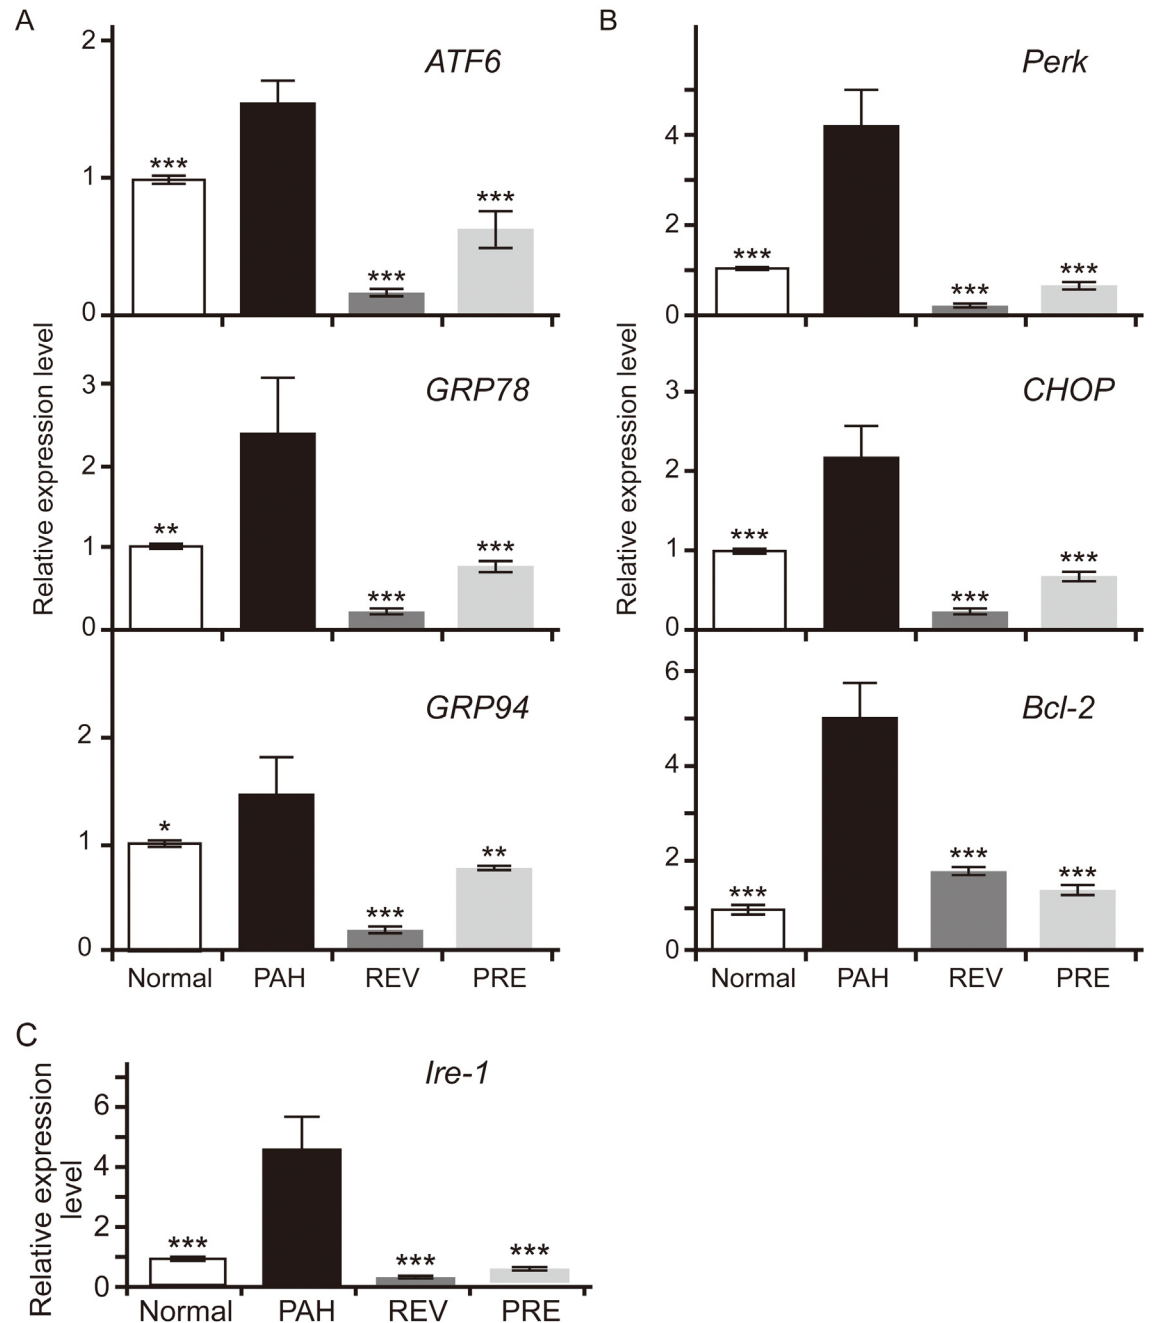 A
Relative expression level
2
1
0
ATF6
***
***
***
3
2
1
0
GRP78
**
***
***
2
1
0
GRP94
*
***
**
Normal PAH REV PRE
B
Relative expression level
4
2
0
Perk
***
***
***
3
2
1
0
CHOP
***
***
***
6
4
2
0
Bcl-2
***
***
***
Normal PAH REV PRE
C
Relative expression
level
6
4
2
0
Ire-1
***
***
***
Normal PAH REV PRE